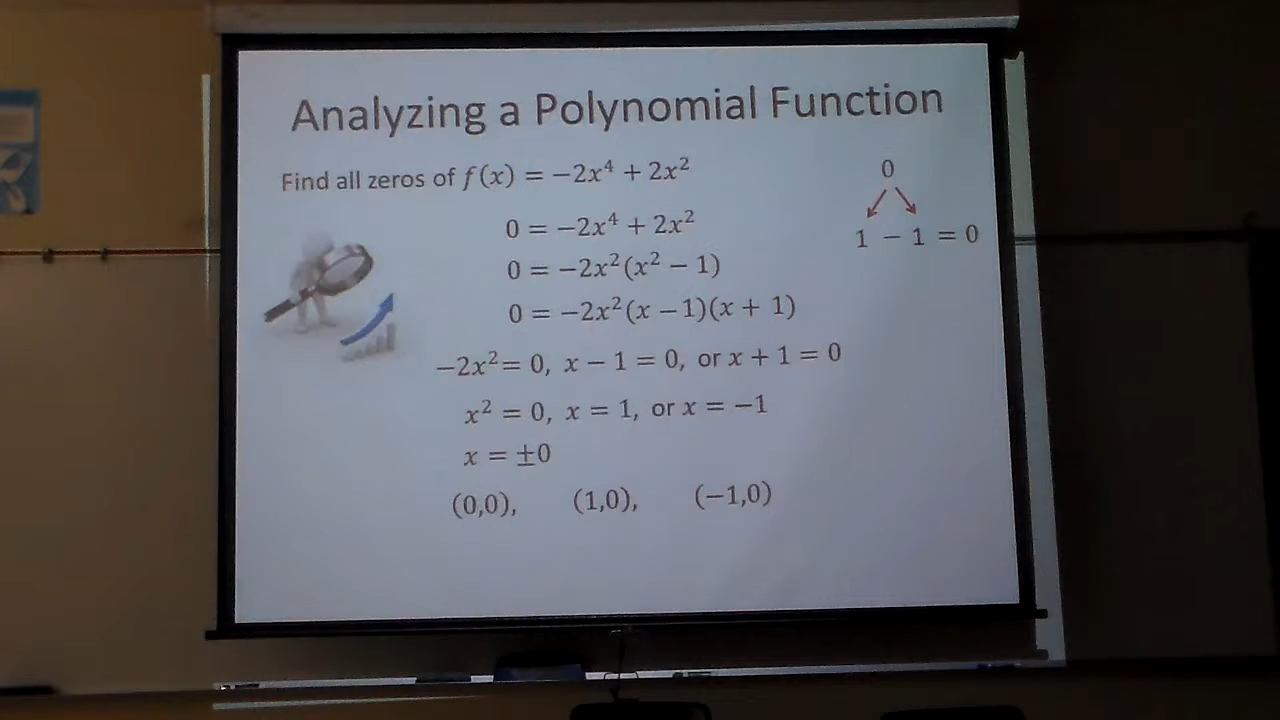 Analyzing a Polynomial Function
Find all zeros of f(x) = −2x⁴ + 2x²
0
1 − 1 = 0
0 = −2x⁴ + 2x²
0 = −2x²(x² − 1)
0 = −2x²(x − 1)(x + 1)
−2x² = 0, x − 1 = 0, or x + 1 = 0
x² = 0, x = 1, or x = −1
x = ±0
(0,0), (1,0), (−1,0)